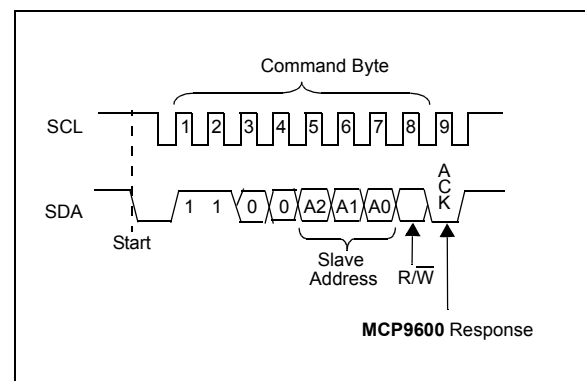 Command Byte
SCL 1 2 3 4 5 6 7 8 9
ACK
SDA 1 1 0 0 A2 A1 A0
Start
Slave
Address
R/W̅
MCP9600 Response